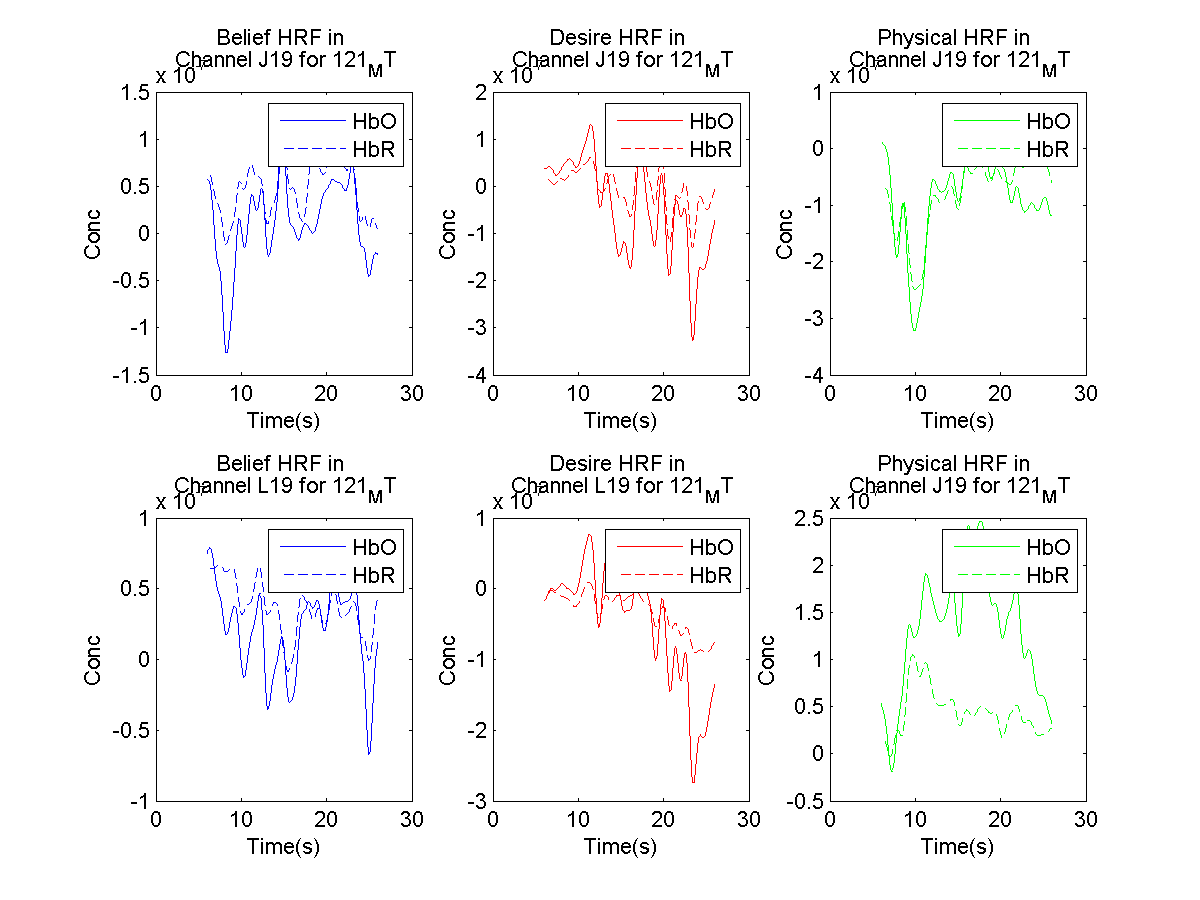 Belief HRF in
Channel J19 for 121MT
x 10
1.5
1
0.5
0
-0.5
-1
-1.5
Conc
0 10 20 30
Time(s)
HbO
HbR
Desire HRF in
Channel J19 for 121MT
x 10
2
1
0
-1
-2
-3
-4
Conc
0 10 20 30
Time(s)
HbO
HbR
Physical HRF in
Channel J19 for 121MT
x 10
1
0
-1
-2
-3
-4
Conc
0 10 20 30
Time(s)
HbO
HbR
Belief HRF in
Channel L19 for 121MT
x 10
1
0.5
0
-0.5
-1
Conc
0 10 20 30
Time(s)
HbO
HbR
Desire HRF in
Channel L19 for 121MT
x 10
1
0
-1
-2
-3
Conc
0 10 20 30
Time(s)
HbO
HbR
Physical HRF in
Channel J19 for 121MT
x 10
2.5
2
1.5
1
0.5
0
-0.5
Conc
0 10 20 30
Time(s)
HbO
HbR